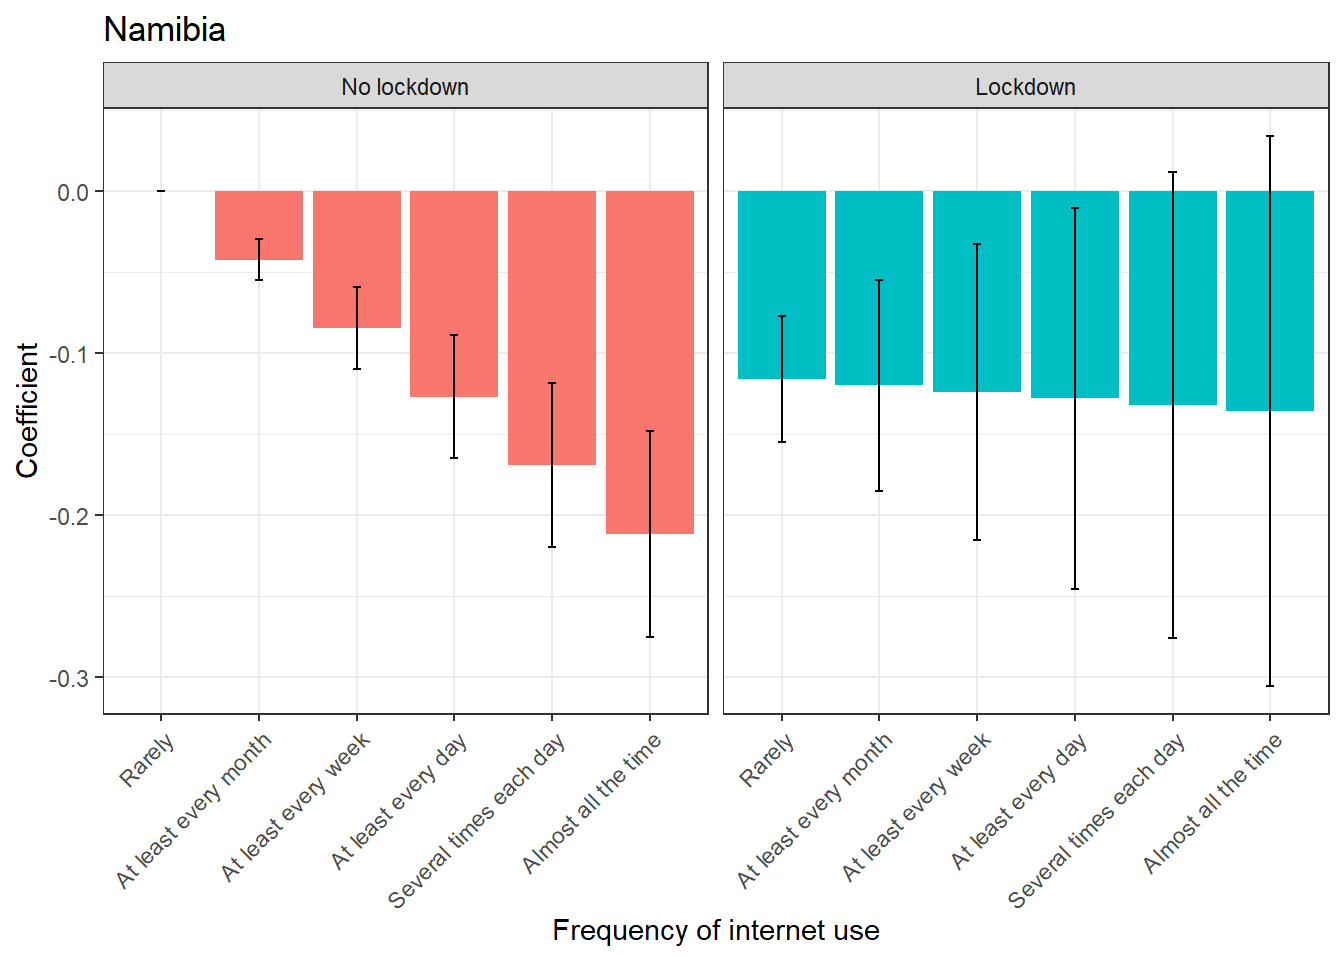 Namibia
No lockdown
Lockdown
Coefficient
0.0
-0.1
-0.2
-0.3
Rarely
At least every month
At least every week
At least every day
Several times each day
Almost all the time
Rarely
At least every month
At least every week
At least every day
Several times each day
Almost all the time
Frequency of internet use